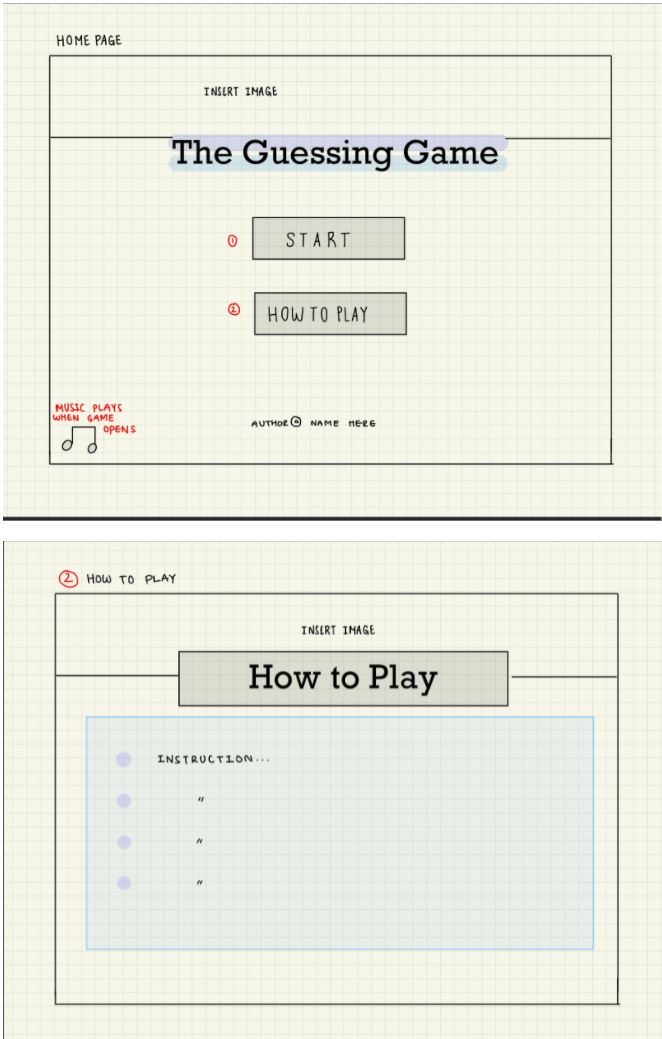 HOME PAGE
INSERT IMAGE
The Guessing Game
① START
② HOW TO PLAY
MUSIC PLAYS
WHEN GAME
OPENS
AUTHOR⊙ NAME HERE
② HOW TO PLAY
INSERT IMAGE
How to Play
INSTRUCTION...
"
"
"